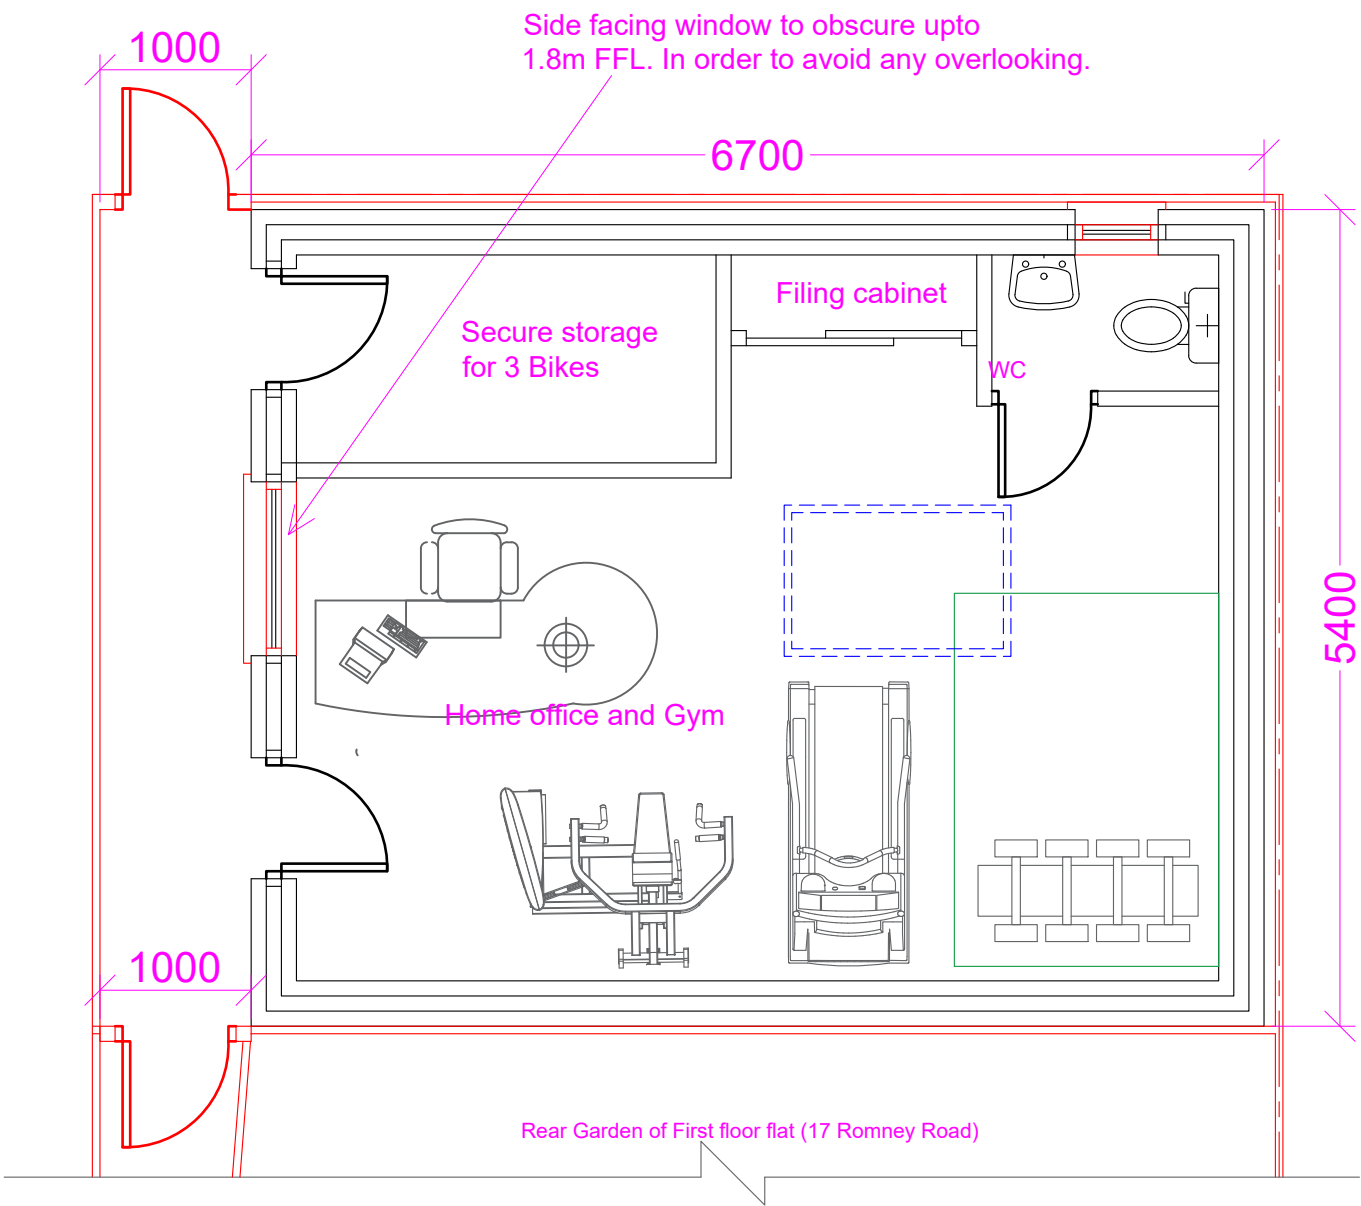 Side facing window to obscure upto
1.8m FFL. In order to avoid any overlooking.
1000
6700
Filing cabinet
Secure storage
for 3 Bikes
WC
5400
Home office and Gym
1000
Rear Garden of First floor flat (17 Romney Road)